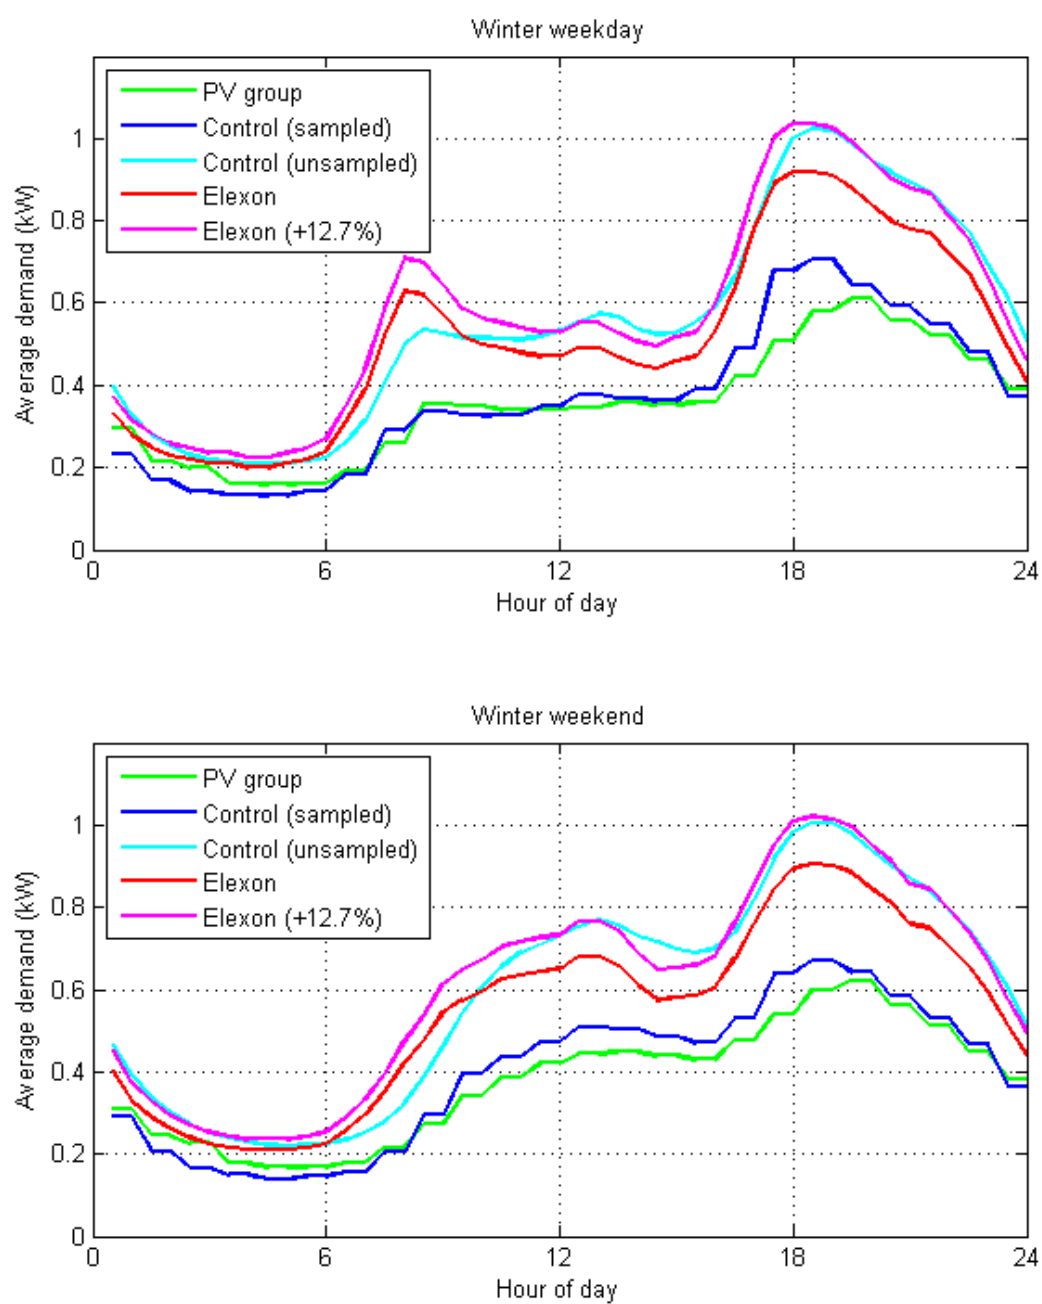 Winter weekday
PV group
Control (sampled)
Control (unsampled)
Elexon
Elexon (+12.7%)
Average demand (kW)
1
0.8
0.6
0.4
0.2
0
0 6 12 18 24
Hour of day
Winter weekend
PV group
Control (sampled)
Control (unsampled)
Elexon
Elexon (+12.7%)
Average demand (kW)
1
0.8
0.6
0.4
0.2
0
0 6 12 18 24
Hour of day